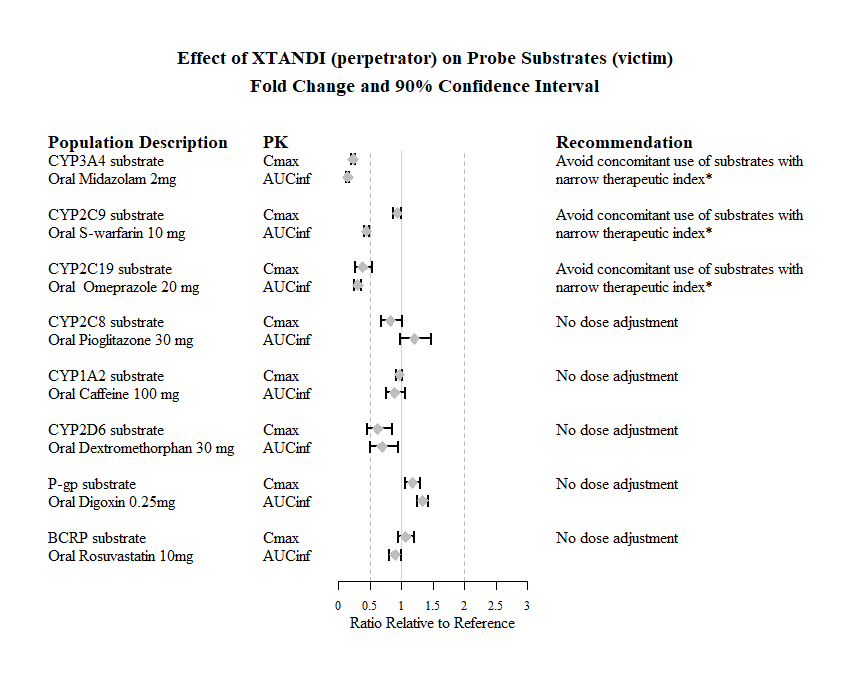 Effect of XTANDI (perpetrator) on Probe Substrates (victim)
Fold Change and 90% Confidence Interval
Population Description PK Recommendation
CYP3A4 substrate Cmax Avoid concomitant use of substrates with
Oral Midazolam 2mg AUCinf narrow therapeutic index*
CYP2C9 substrate Cmax Avoid concomitant use of substrates with
Oral S-warfarin 10 mg AUCinf narrow therapeutic index*
CYP2C19 substrate Cmax Avoid concomitant use of substrates with
Oral Omeprazole 20 mg AUCinf narrow therapeutic index*
CYP2C8 substrate Cmax No dose adjustment
Oral Pioglitazone 30 mg AUCinf
CYP1A2 substrate Cmax No dose adjustment
Oral Caffeine 100 mg AUCinf
CYP2D6 substrate Cmax No dose adjustment
Oral Dextromethorphan 30 mg AUCinf
P-gp substrate Cmax No dose adjustment
Oral Digoxin 0.25mg AUCinf
BCRP substrate Cmax No dose adjustment
Oral Rosuvastatin 10mg AUCinf
0 0.5 1 1.5 2 2.5 3
Ratio Relative to Reference